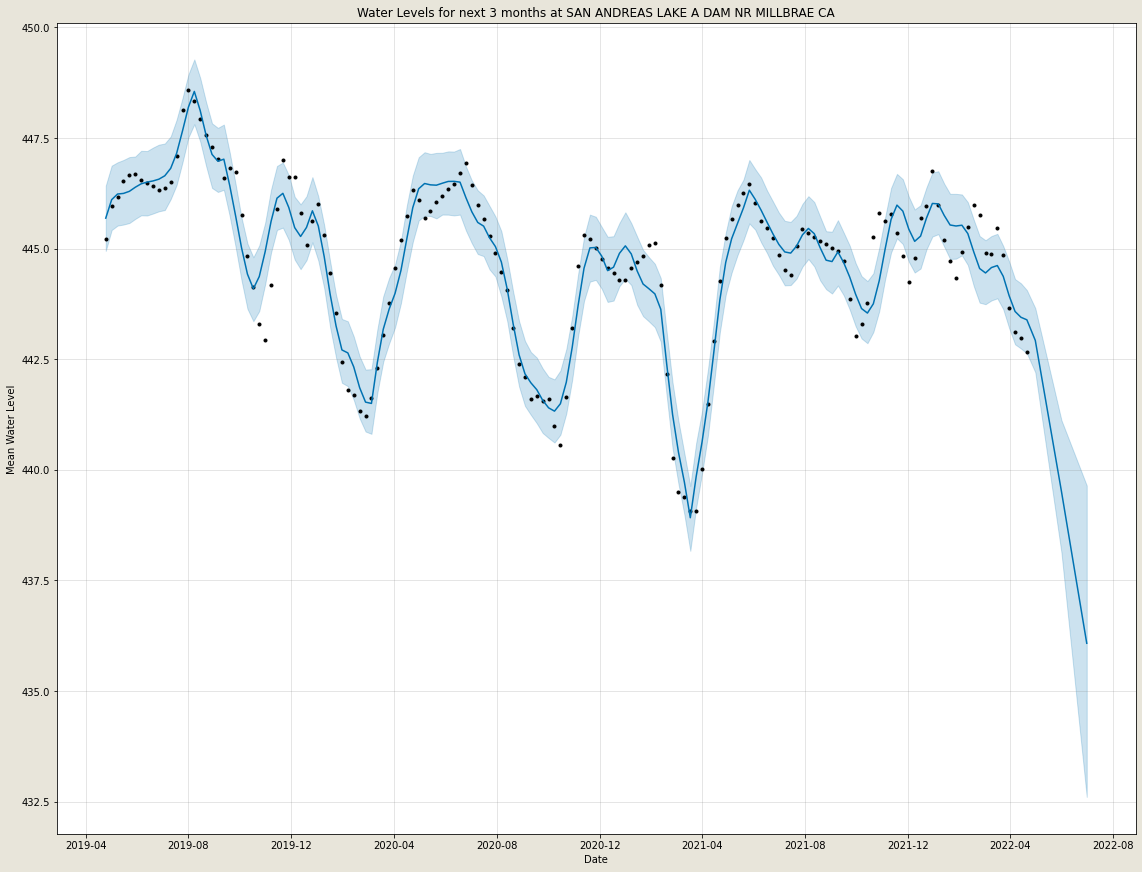 Water Levels for next 3 months at SAN ANDREAS LAKE A DAM NR MILLBRAE CA
450.0
447.5
445.0
442.5
440.0
437.5
435.0
432.5
Mean Water Level
2019-04 2019-08 2019-12 2020-04 2020-08 2020-12 2021-04 2021-08 2021-12 2022-04 2022-08
Date